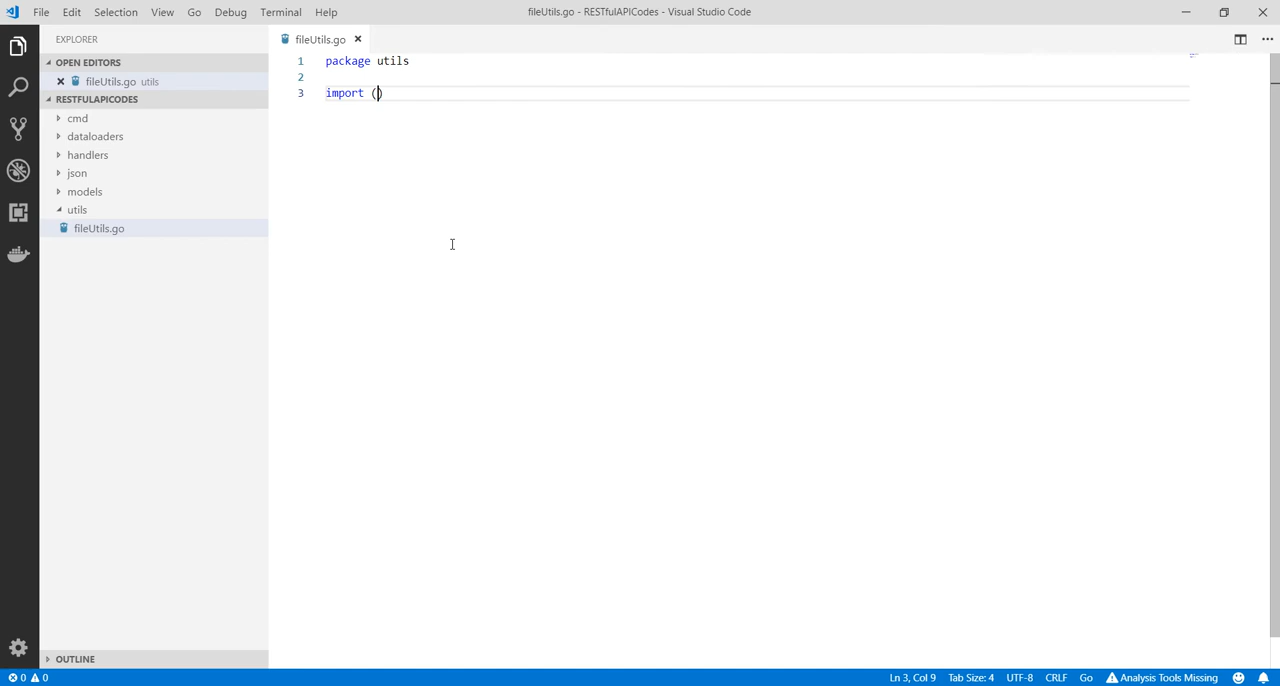 File Edit Selection View Go Debug Terminal Help
fileUtils.go - RESTfulAPICodes - Visual Studio Code
EXPLORER
OPEN EDITORS
fileUtils.go utils
RESTFULAPICODES
cmd
dataloaders
handlers
json
models
utils
fileUtils.go
OUTLINE
fileUtils.go
1 package utils
2
3 import ()
0 0
Ln 3, Col 9 Tab Size: 4 UTF-8 CRLF Go Analysis Tools Missing